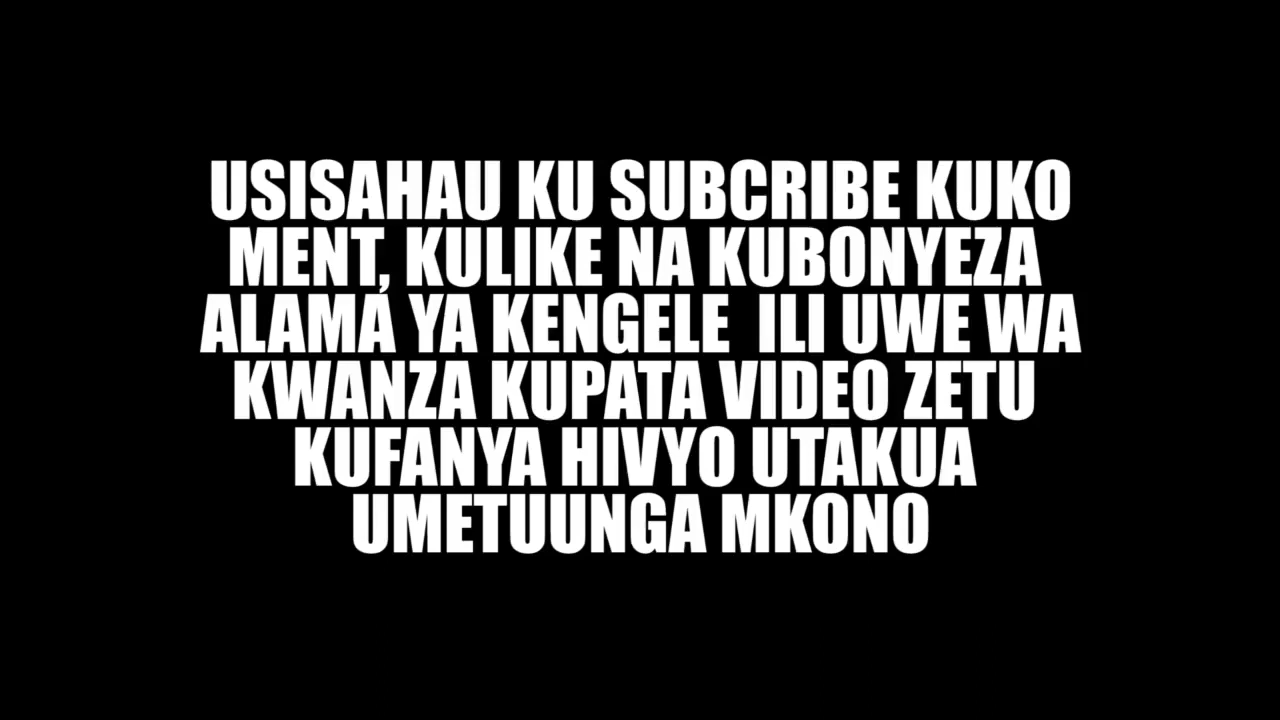 USISAHAU KU SUBCRIBE KUKO
MENT, KULIKE NA KUBONYEZA
ALAMA YA KENGELE ILI UWE WA
KWANZA KUPATA VIDEO ZETU
KUFANYA HIVYO UTAKUA
UMETUUNGA MKONO